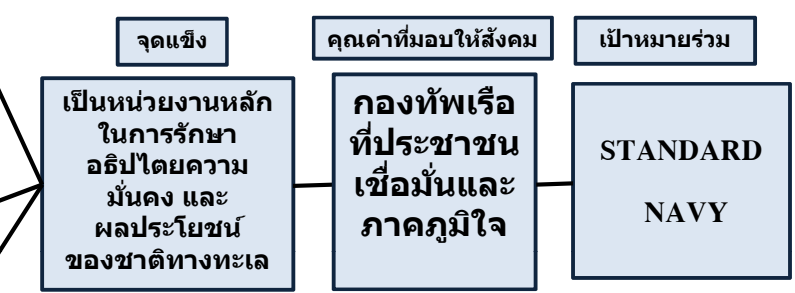 จุดแข็ง
คุณค่าที่มอบให้สังคม
เป้าหมายร่วม
เป็นหน่วยงานหลัก
ในการรักษา
อธิปไตยความ
มั่นคง และ
ผลประโยชน์
ของชาติทางทะเล
กองทัพเรือ
ที่ประชาชน
เชื่อมั่นและ
ภาคภูมิใจ
STANDARD
NAVY